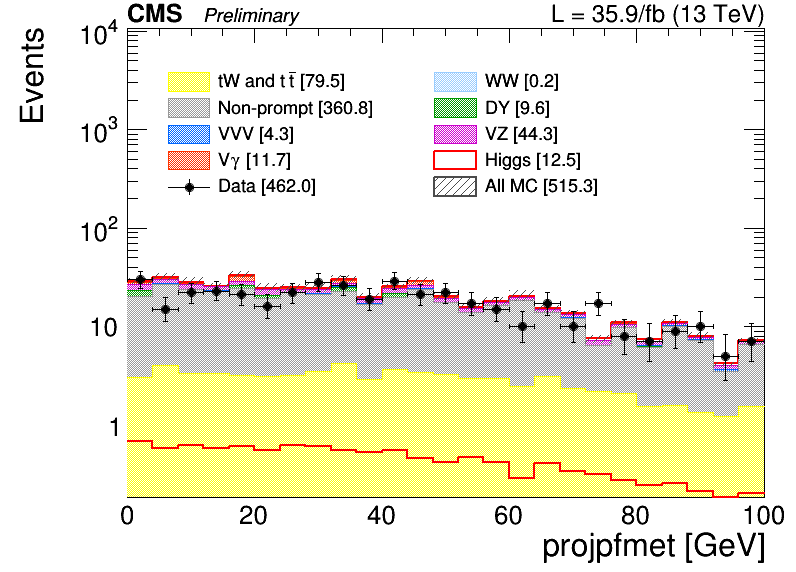 CMS Preliminary L = 35.9/fb (13 TeV)
Events
10⁴
10³
10²
10
1
tW and t t̄ [79.5] WW [0.2]
Non-prompt [360.8] DY [9.6]
VVV [4.3] VZ [44.3]
Vγ [11.7] Higgs [12.5]
Data [462.0] All MC [515.3]
0 20 40 60 80 100
projpfmet [GeV]